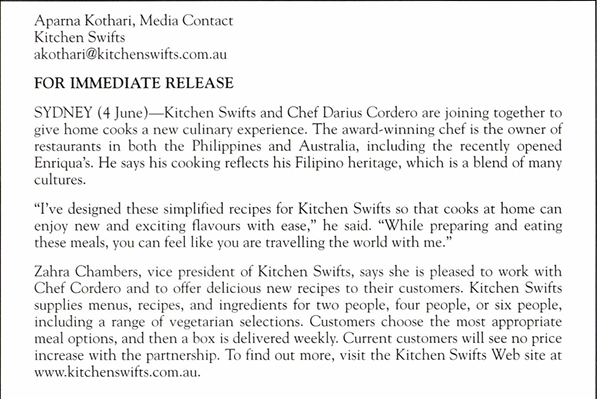 Aparna Kothari, Media Contact
Kitchen Swifts
akothari@kitchenswifts.com.au
FOR IMMEDIATE RELEASE
SYDNEY (4 June)—Kitchen Swifts and Chef Darius Cordero are joining together to
give home cooks a new culinary experience. The award-winning chef is the owner of
restaurants in both the Philippines and Australia, including the recently opened
Enriqua's. He says his cooking reflects his Filipino heritage, which is a blend of many
cultures.
“I've designed these simplified recipes for Kitchen Swifts so that cooks at home can
enjoy new and exciting flavours with ease,” he said. “While preparing and eating
these meals, you can feel like you are travelling the world with me.”
Zahra Chambers, vice president of Kitchen Swifts, says she is pleased to work with
Chef Cordero and to offer delicious new recipes to their customers. Kitchen Swifts
supplies menus, recipes, and ingredients for two people, four people, or six people,
including a range of vegetarian selections. Customers choose the most appropriate
meal options, and then a box is delivered weekly. Current customers will see no price
increase with the partnership. To find out more, visit the Kitchen Swifts Web site at
www.kitchenswifts.com.au.